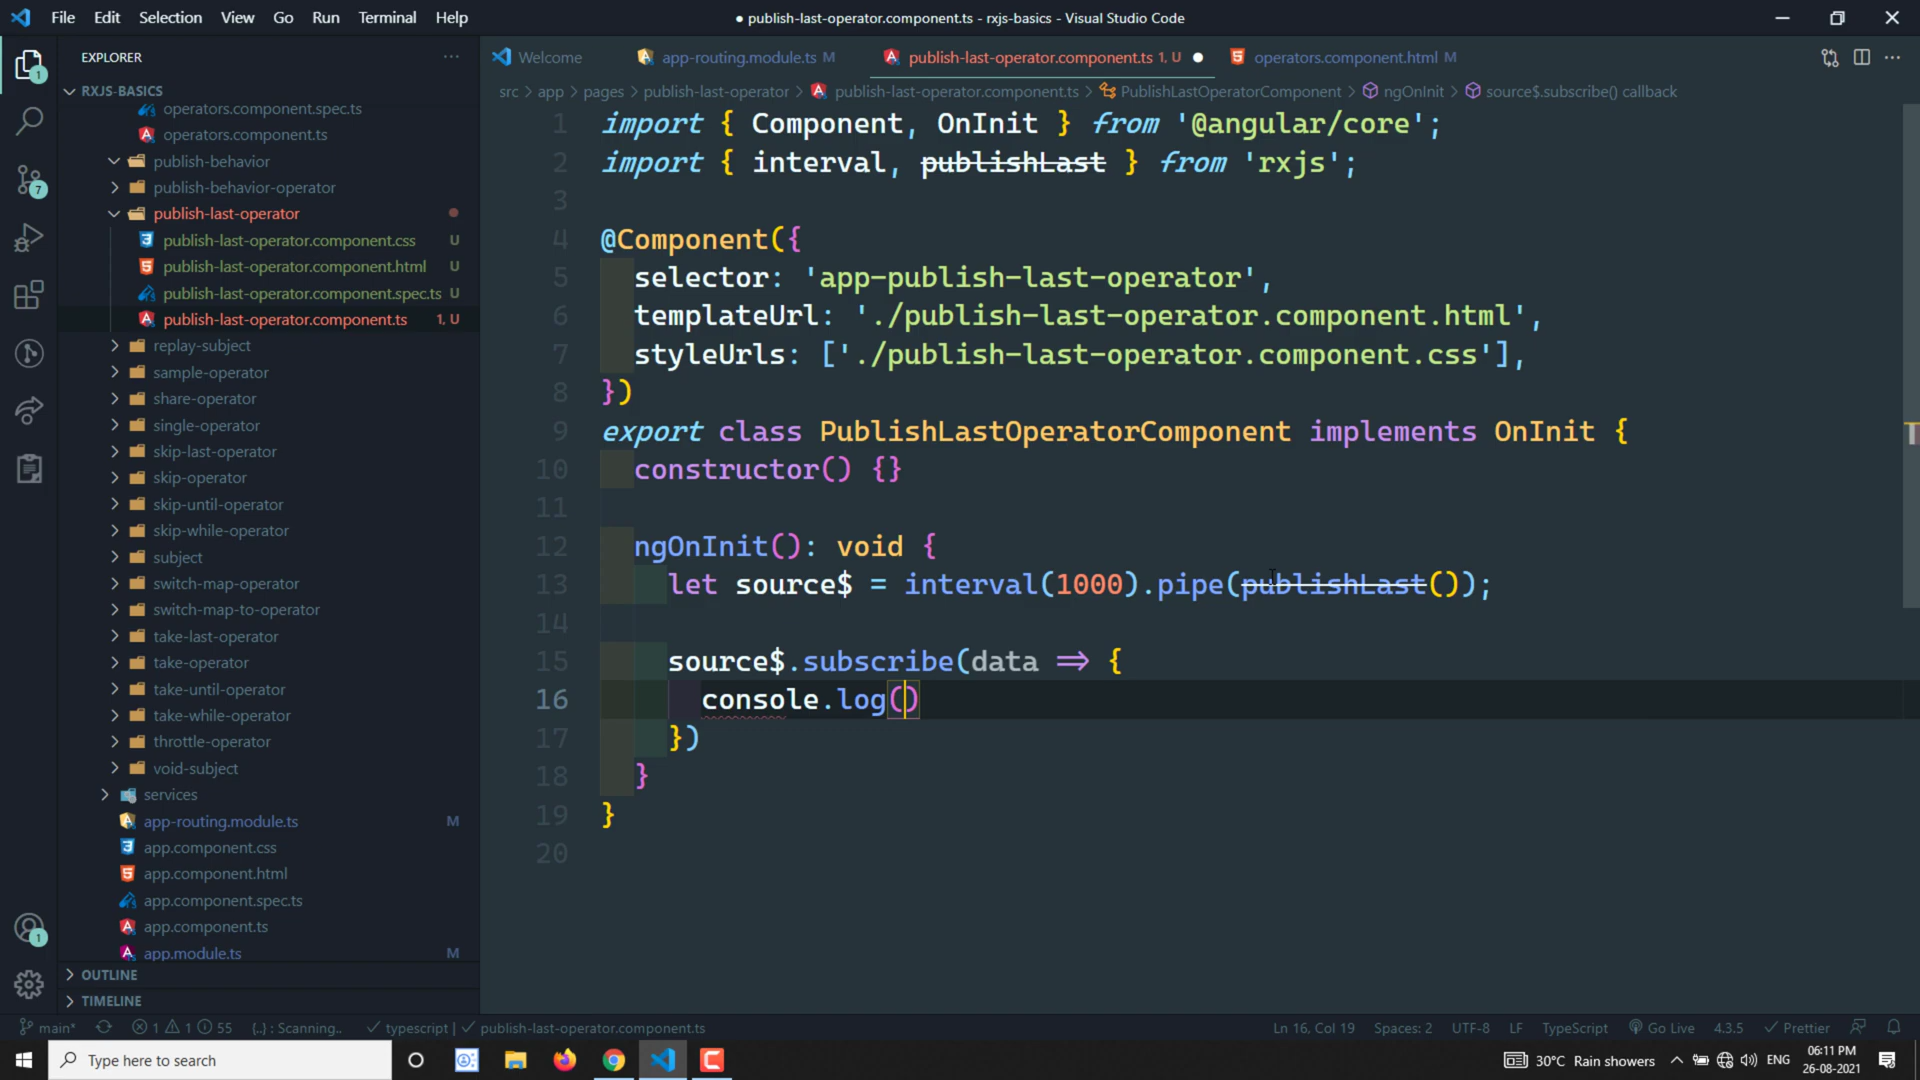 File Edit Selection View Go Run Terminal Help
● publish-last-operator.component.ts - rxjs-basics - Visual Studio Code
EXPLORER
RXJS-BASICS
operators.component.spec.ts
operators.component.ts
publish-behavior
publish-behavior-operator
publish-last-operator
publish-last-operator.component.css U
publish-last-operator.component.html U
publish-last-operator.component.spec.ts U
publish-last-operator.component.ts 1, U
replay-subject
sample-operator
share-operator
single-operator
skip-last-operator
skip-operator
skip-until-operator
skip-while-operator
subject
switch-map-operator
switch-map-to-operator
take-last-operator
take-operator
take-until-operator
take-while-operator
throttle-operator
void-subject
services
app-routing.module.ts M
app.component.css
app.component.html
app.component.spec.ts
app.component.ts
app.module.ts M
OUTLINE
TIMELINE
1
7
1
Welcome
app-routing.module.ts M
publish-last-operator.component.ts 1, U
operators.component.html M
src > app > pages > publish-last-operator > publish-last-operator.component.ts > PublishLastOperatorComponent > ngOnInit > source$.subscribe() callback
1 import { Component, OnInit } from '@angular/core';
2 import { interval, publishLast } from 'rxjs';
3
4 @Component({
5 selector: 'app-publish-last-operator',
6 templateUrl: './publish-last-operator.component.html',
7 styleUrls: ['./publish-last-operator.component.css'],
8 })
9 export class PublishLastOperatorComponent implements OnInit {
10 constructor() {}
11
12 ngOnInit(): void {
13 let source$ = interval(1000).pipe(publishLast());
14
15 source$.subscribe(data => {
16 console.log()
17 })
18 }
19 }
20
main* 1 1 55 {..} : Scanning.. ✓ typescript | ✓ publish-last-operator.component.ts
Ln 16, Col 19 Spaces: 2 UTF-8 LF TypeScript Go Live 4.3.5 ✓ Prettier
Type here to search
30°C Rain showers ENG
06:11 PM
26-08-2021